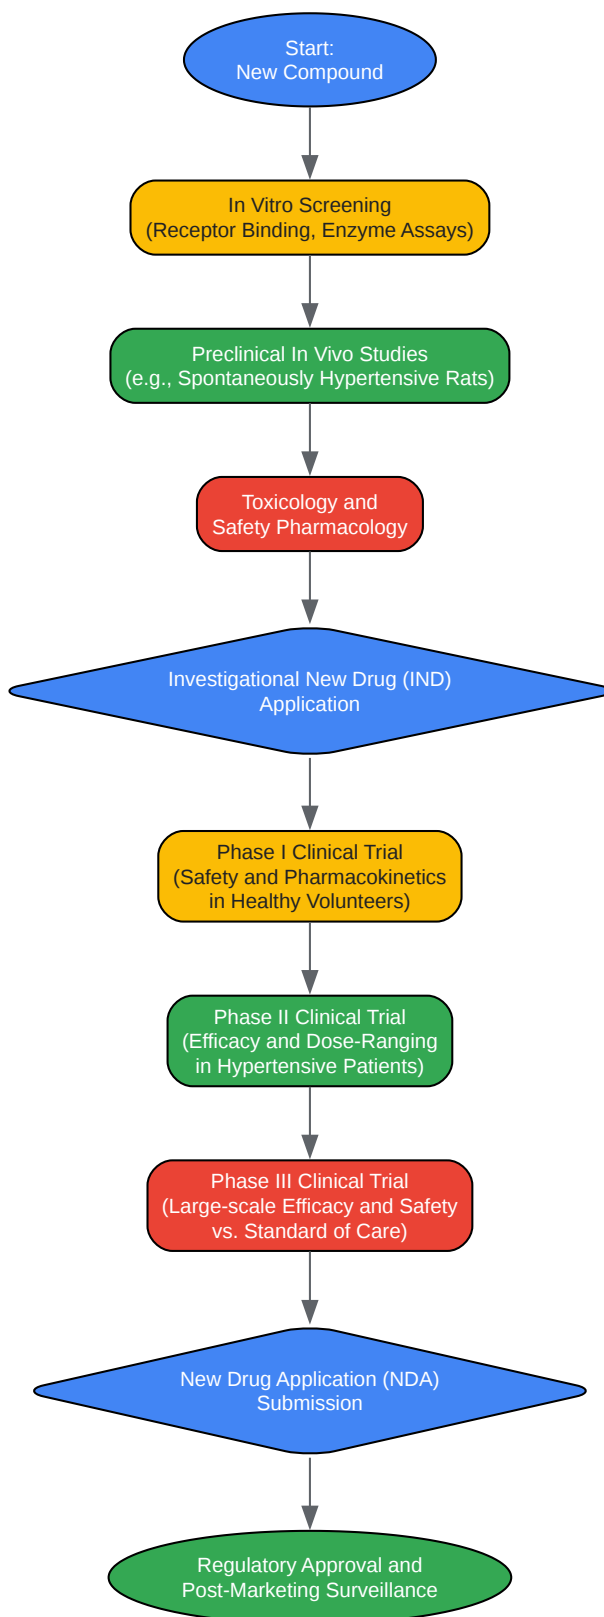 Start:
New Compound
In Vitro Screening
(Receptor Binding, Enzyme Assays)
Preclinical In Vivo Studies
(e.g., Spontaneously Hypertensive Rats)
Toxicology and
Safety Pharmacology
Investigational New Drug (IND)
Application
Phase I Clinical Trial
(Safety and Pharmacokinetics
in Healthy Volunteers)
Phase II Clinical Trial
(Efficacy and Dose-Ranging
in Hypertensive Patients)
Phase III Clinical Trial
(Large-scale Efficacy and Safety
vs. Standard of Care)
New Drug Application (NDA)
Submission
Regulatory Approval and
Post-Marketing Surveillance